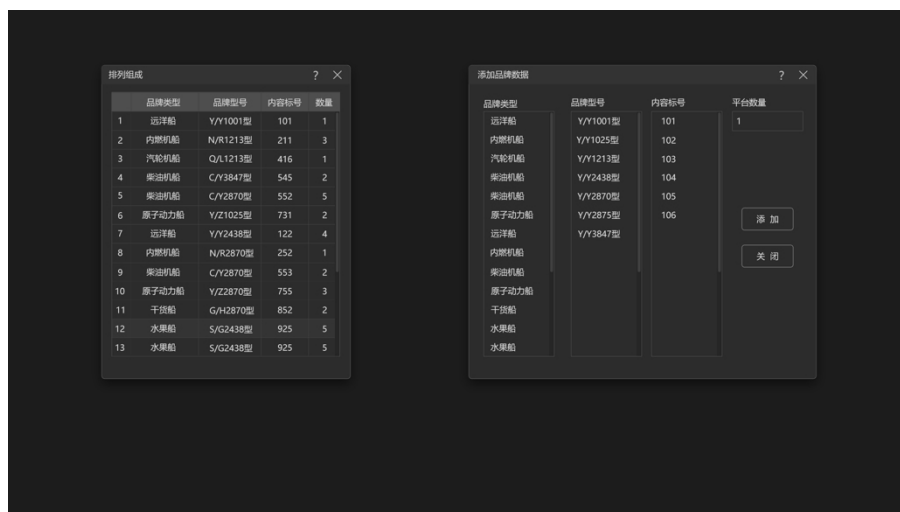 排列组成 ? ×
品牌类型 品牌型号 内容标号 数量
1 远洋船 Y/Y1001型 101 1
2 内燃机船 N/R1213型 211 3
3 汽轮机船 Q/L1213型 416 1
4 柴油机船 C/Y3847型 545 2
5 柴油机船 C/Y2870型 552 5
6 原子动力船 Y/Z1025型 731 2
7 远洋船 Y/Y2438型 122 4
8 内燃机船 N/R2870型 252 1
9 柴油机船 C/Y2870型 553 2
10 原子动力船 Y/Z2870型 755 3
11 干货船 G/H2870型 852 2
12 水果船 S/G2438型 925 5
13 水果船 S/G2438型 925 5
添加品牌数据 ? ×
品牌类型 品牌型号 内容标号 平台数量
远洋船 Y/Y1001型 101 1
内燃机船 Y/Y1025型 102
汽轮机船 Y/Y1213型 103
柴油机船 Y/Y2438型 104
柴油机船 Y/Y2870型 105
原子动力船 Y/Y2875型 106
远洋船 Y/Y3847型
内燃机船
柴油机船
原子动力船
干货船
水果船
水果船
添 加
关 闭